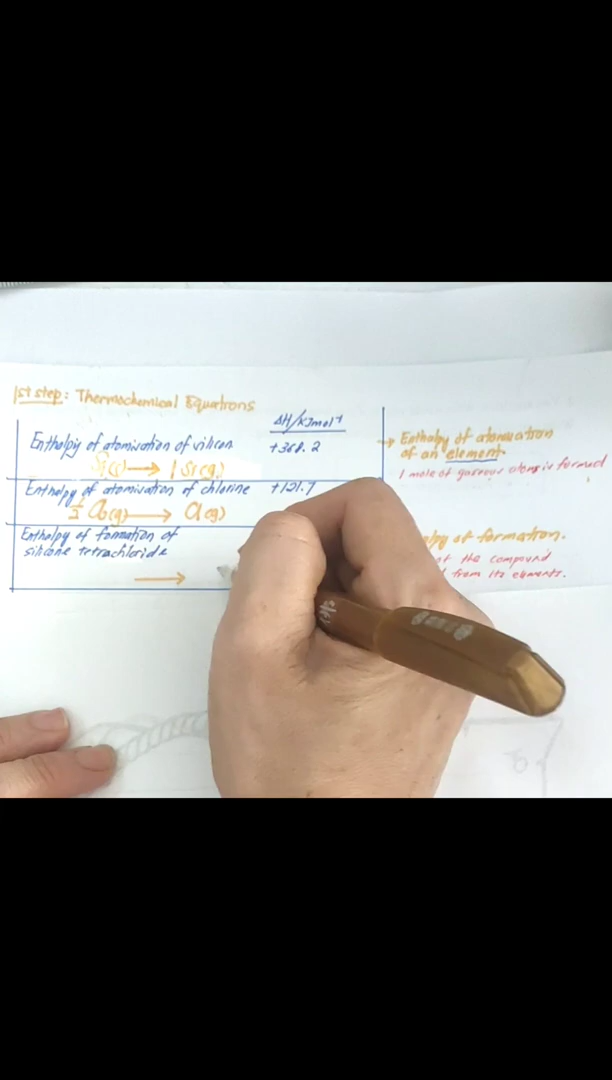 1st step: Thermochemical Equations
ΔH/KJmol⁻¹
Enthalpy of atomisation of silicon +368.2
Si(s) → 1 Si(g)
Enthalpy of atomisation of chlorine +121.7
½ Cl₂(g) → Cl(g)
Enthalpy of formation of
silicone tetrachloride
→
→ Enthalpy of atomisation
of an element.
1 mole of gaseous atoms is formed
of formation.
the compound
from its elements.